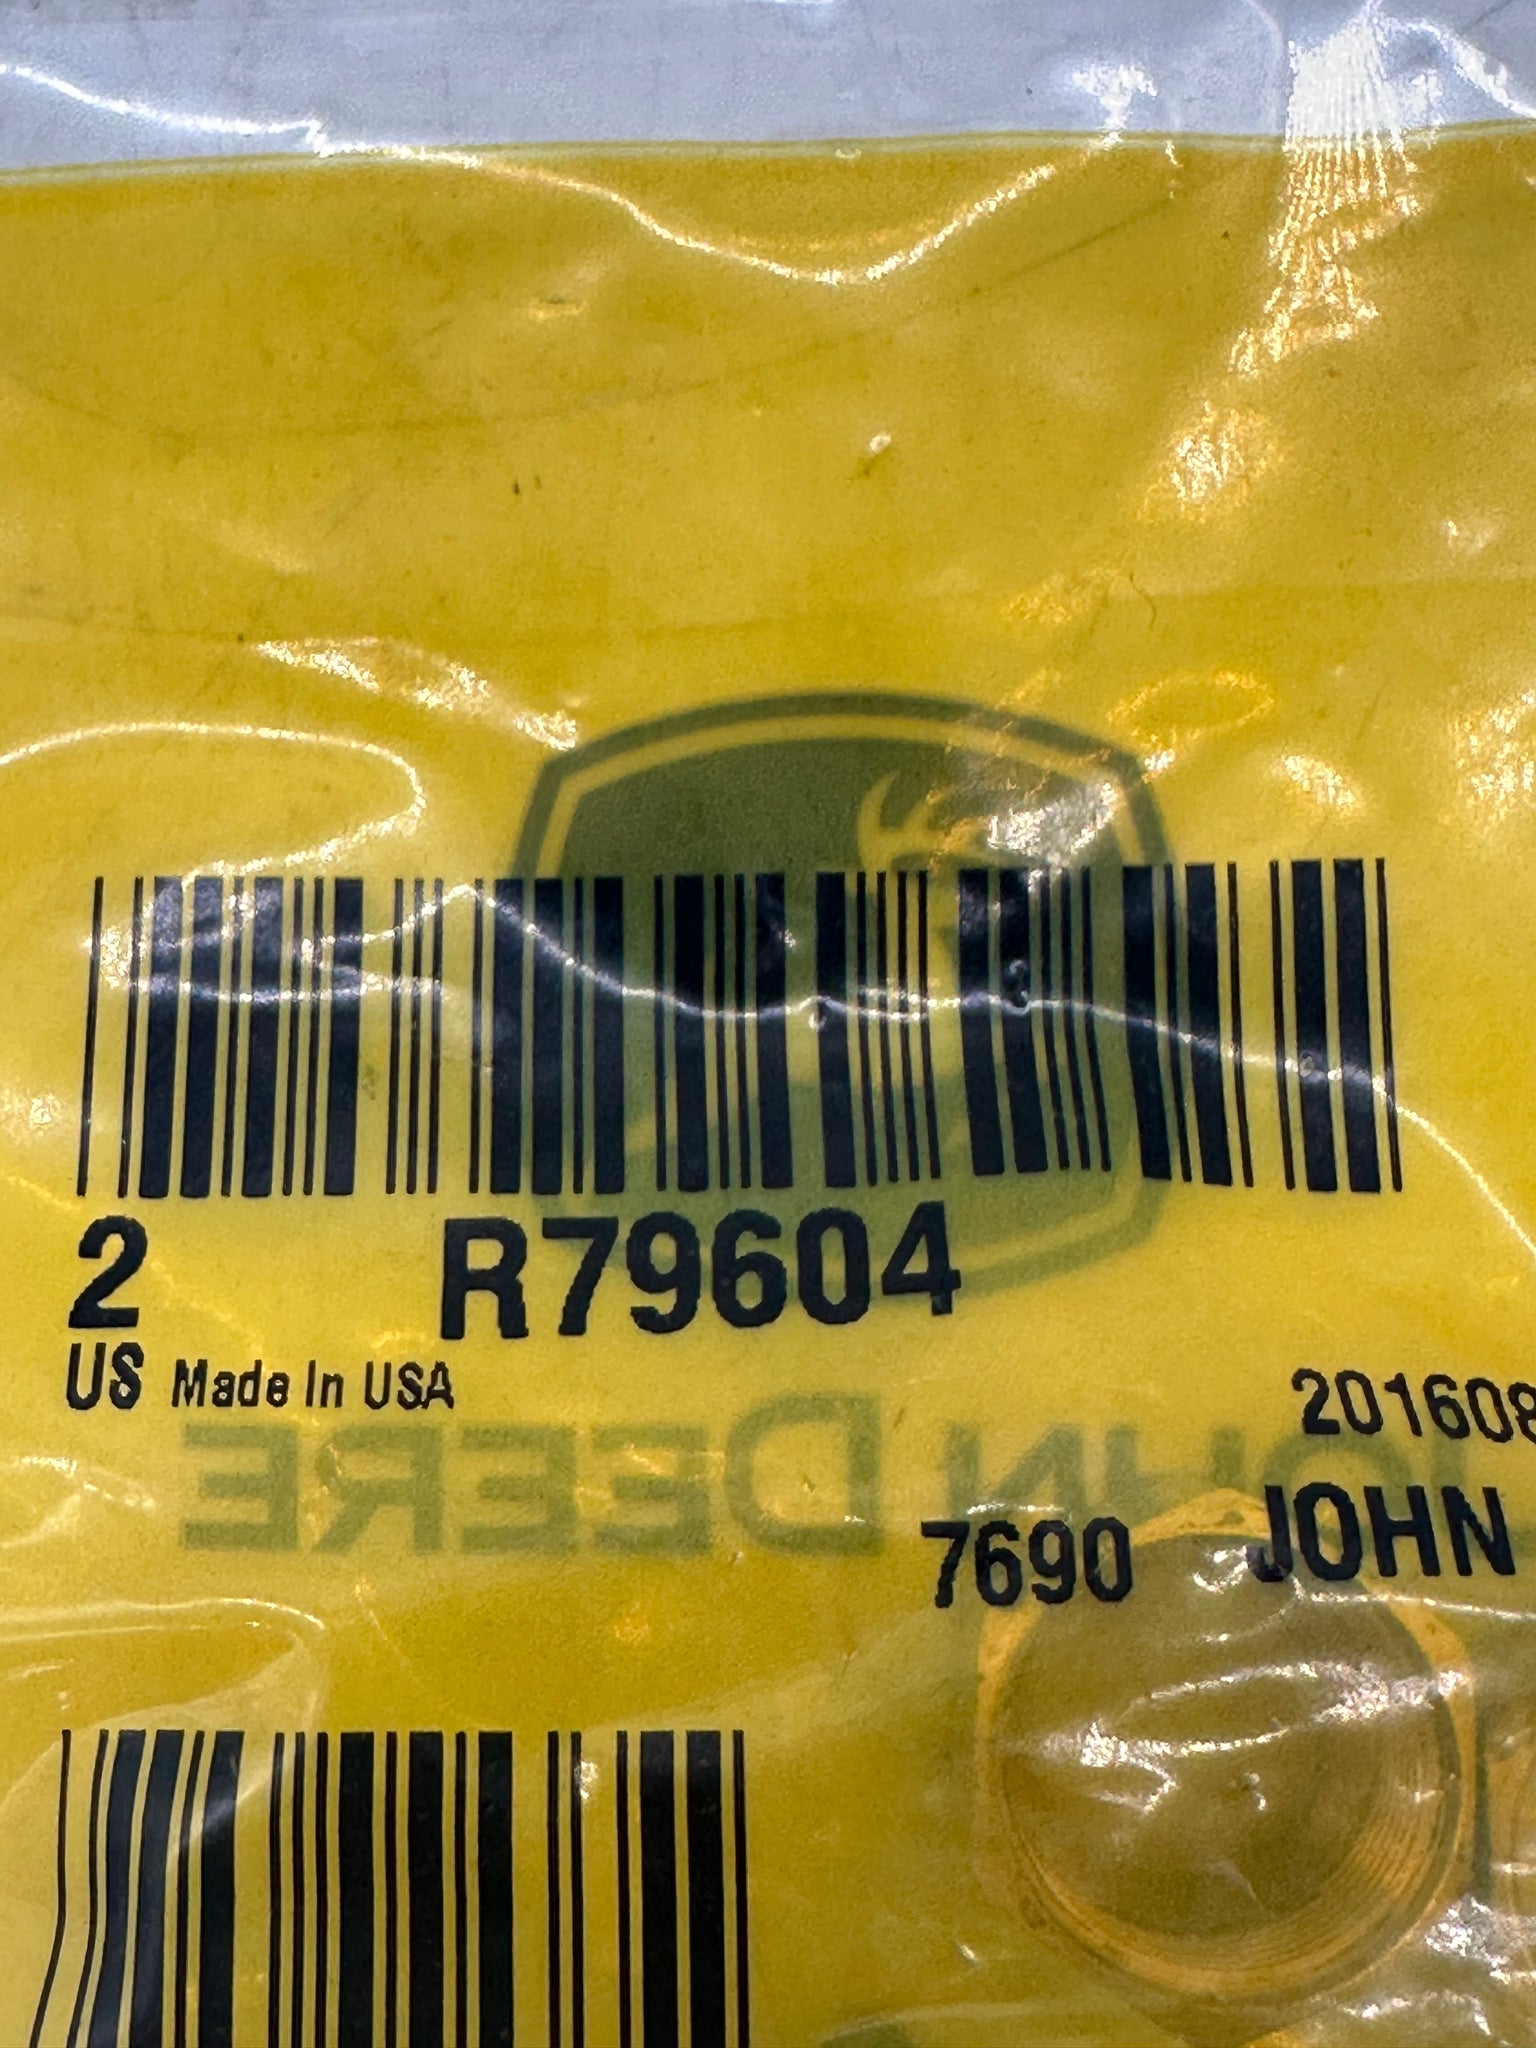 2 R79604
US Made In USA
201608
JOHN DEERE
7690 JOHN